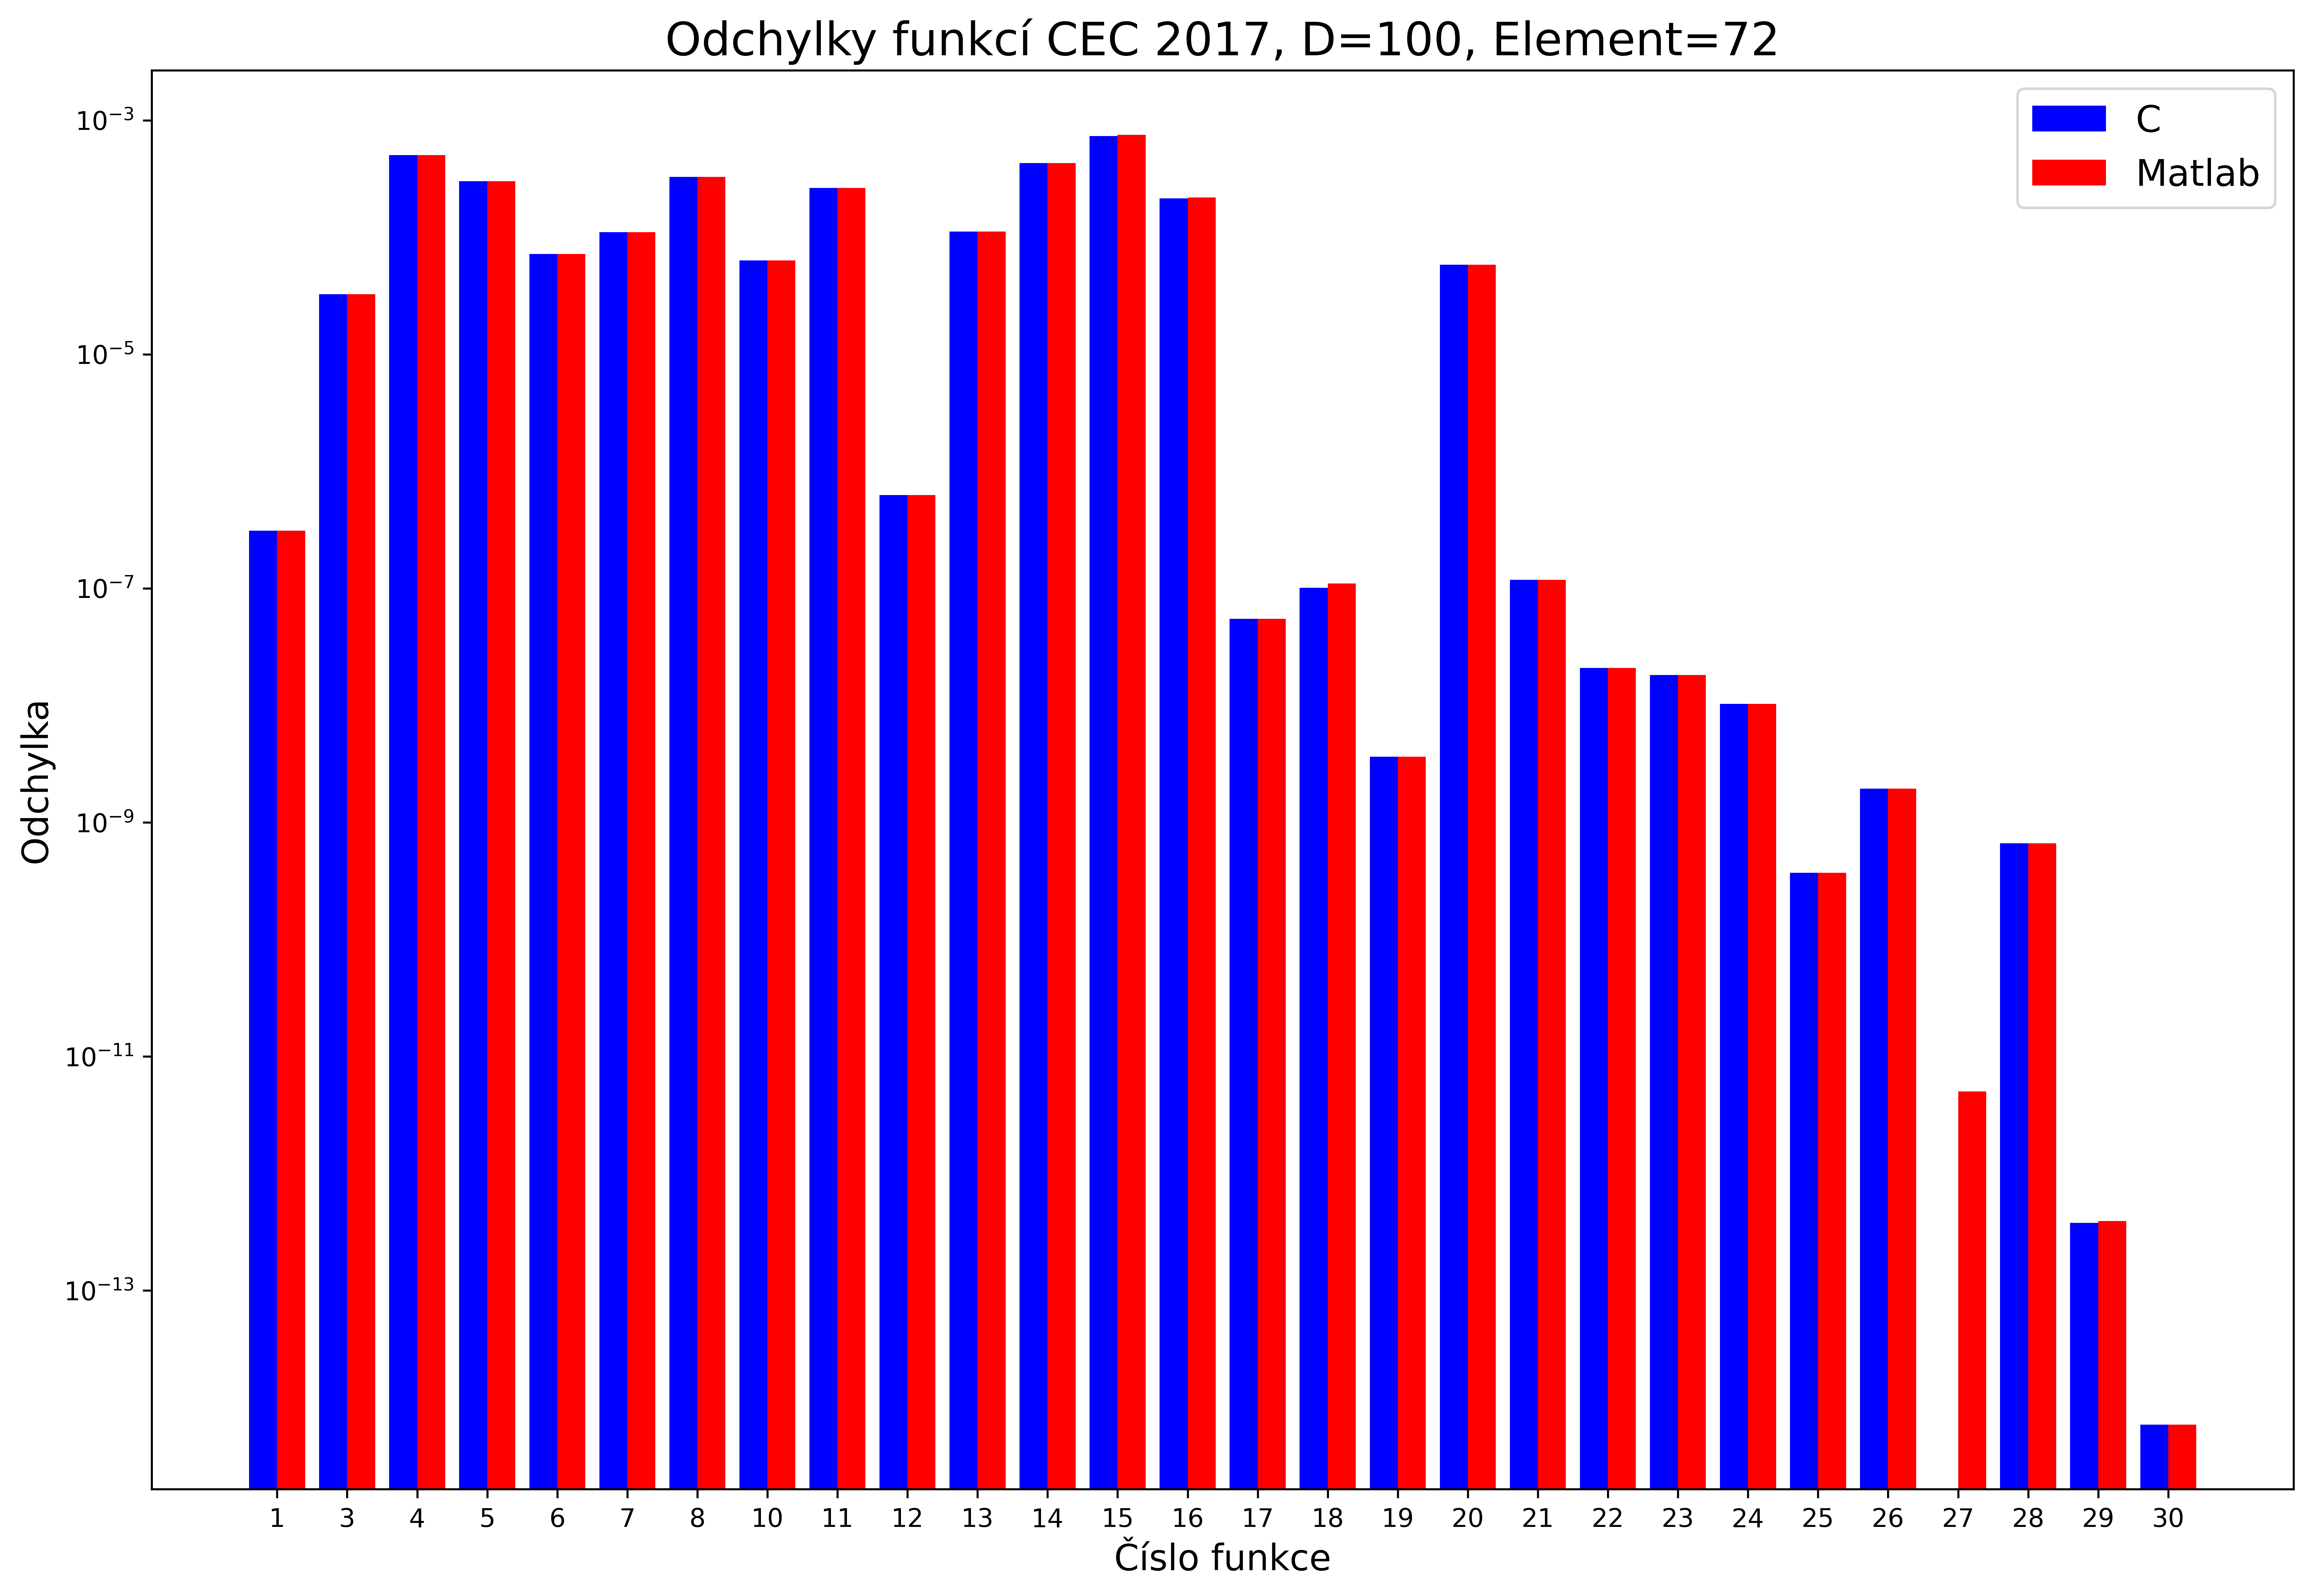 Odchylky funkcí CEC 2017, D=100, Element=72
C
Matlab
Odchylka
10⁻³
10⁻⁵
10⁻⁷
10⁻⁹
10⁻¹¹
10⁻¹³
1 3 4 5 6 7 8 10 11 12 13 14 15 16 17 18 19 20 21 22 23 24 25 26 27 28 29 30
Číslo funkce